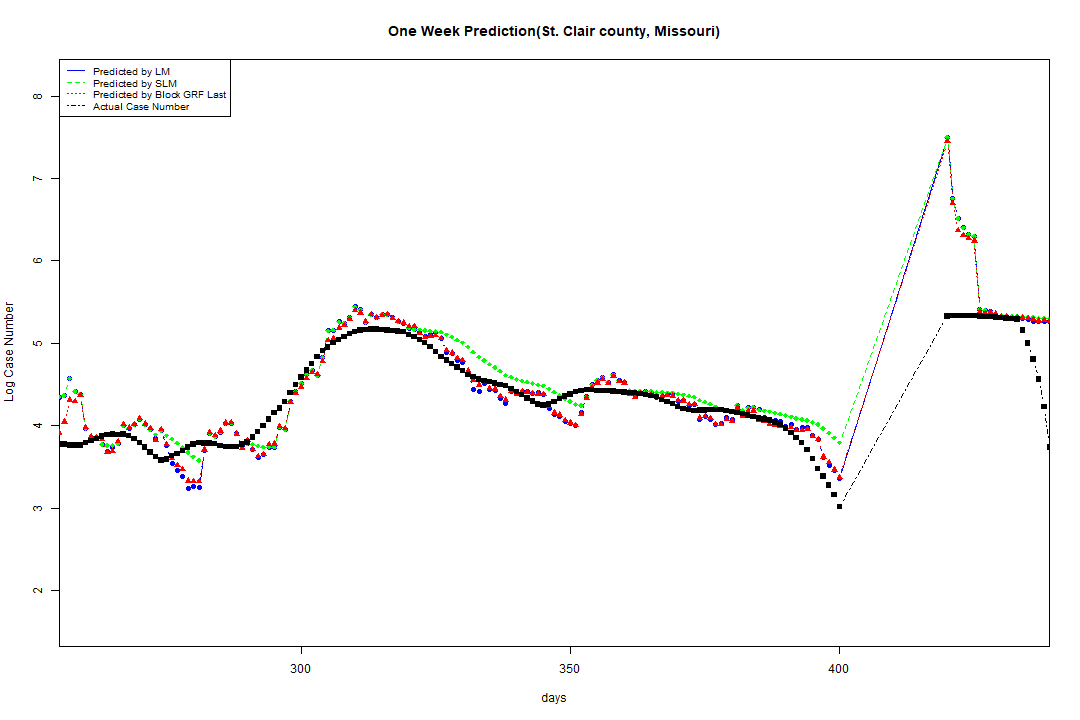 One Week Prediction(St. Clair county, Missouri)
Predicted by LM
Predicted by SLM
Predicted by Block GRF Last
Actual Case Number
8
7
6
5
4
3
2
Log Case Number
300
350
400
days